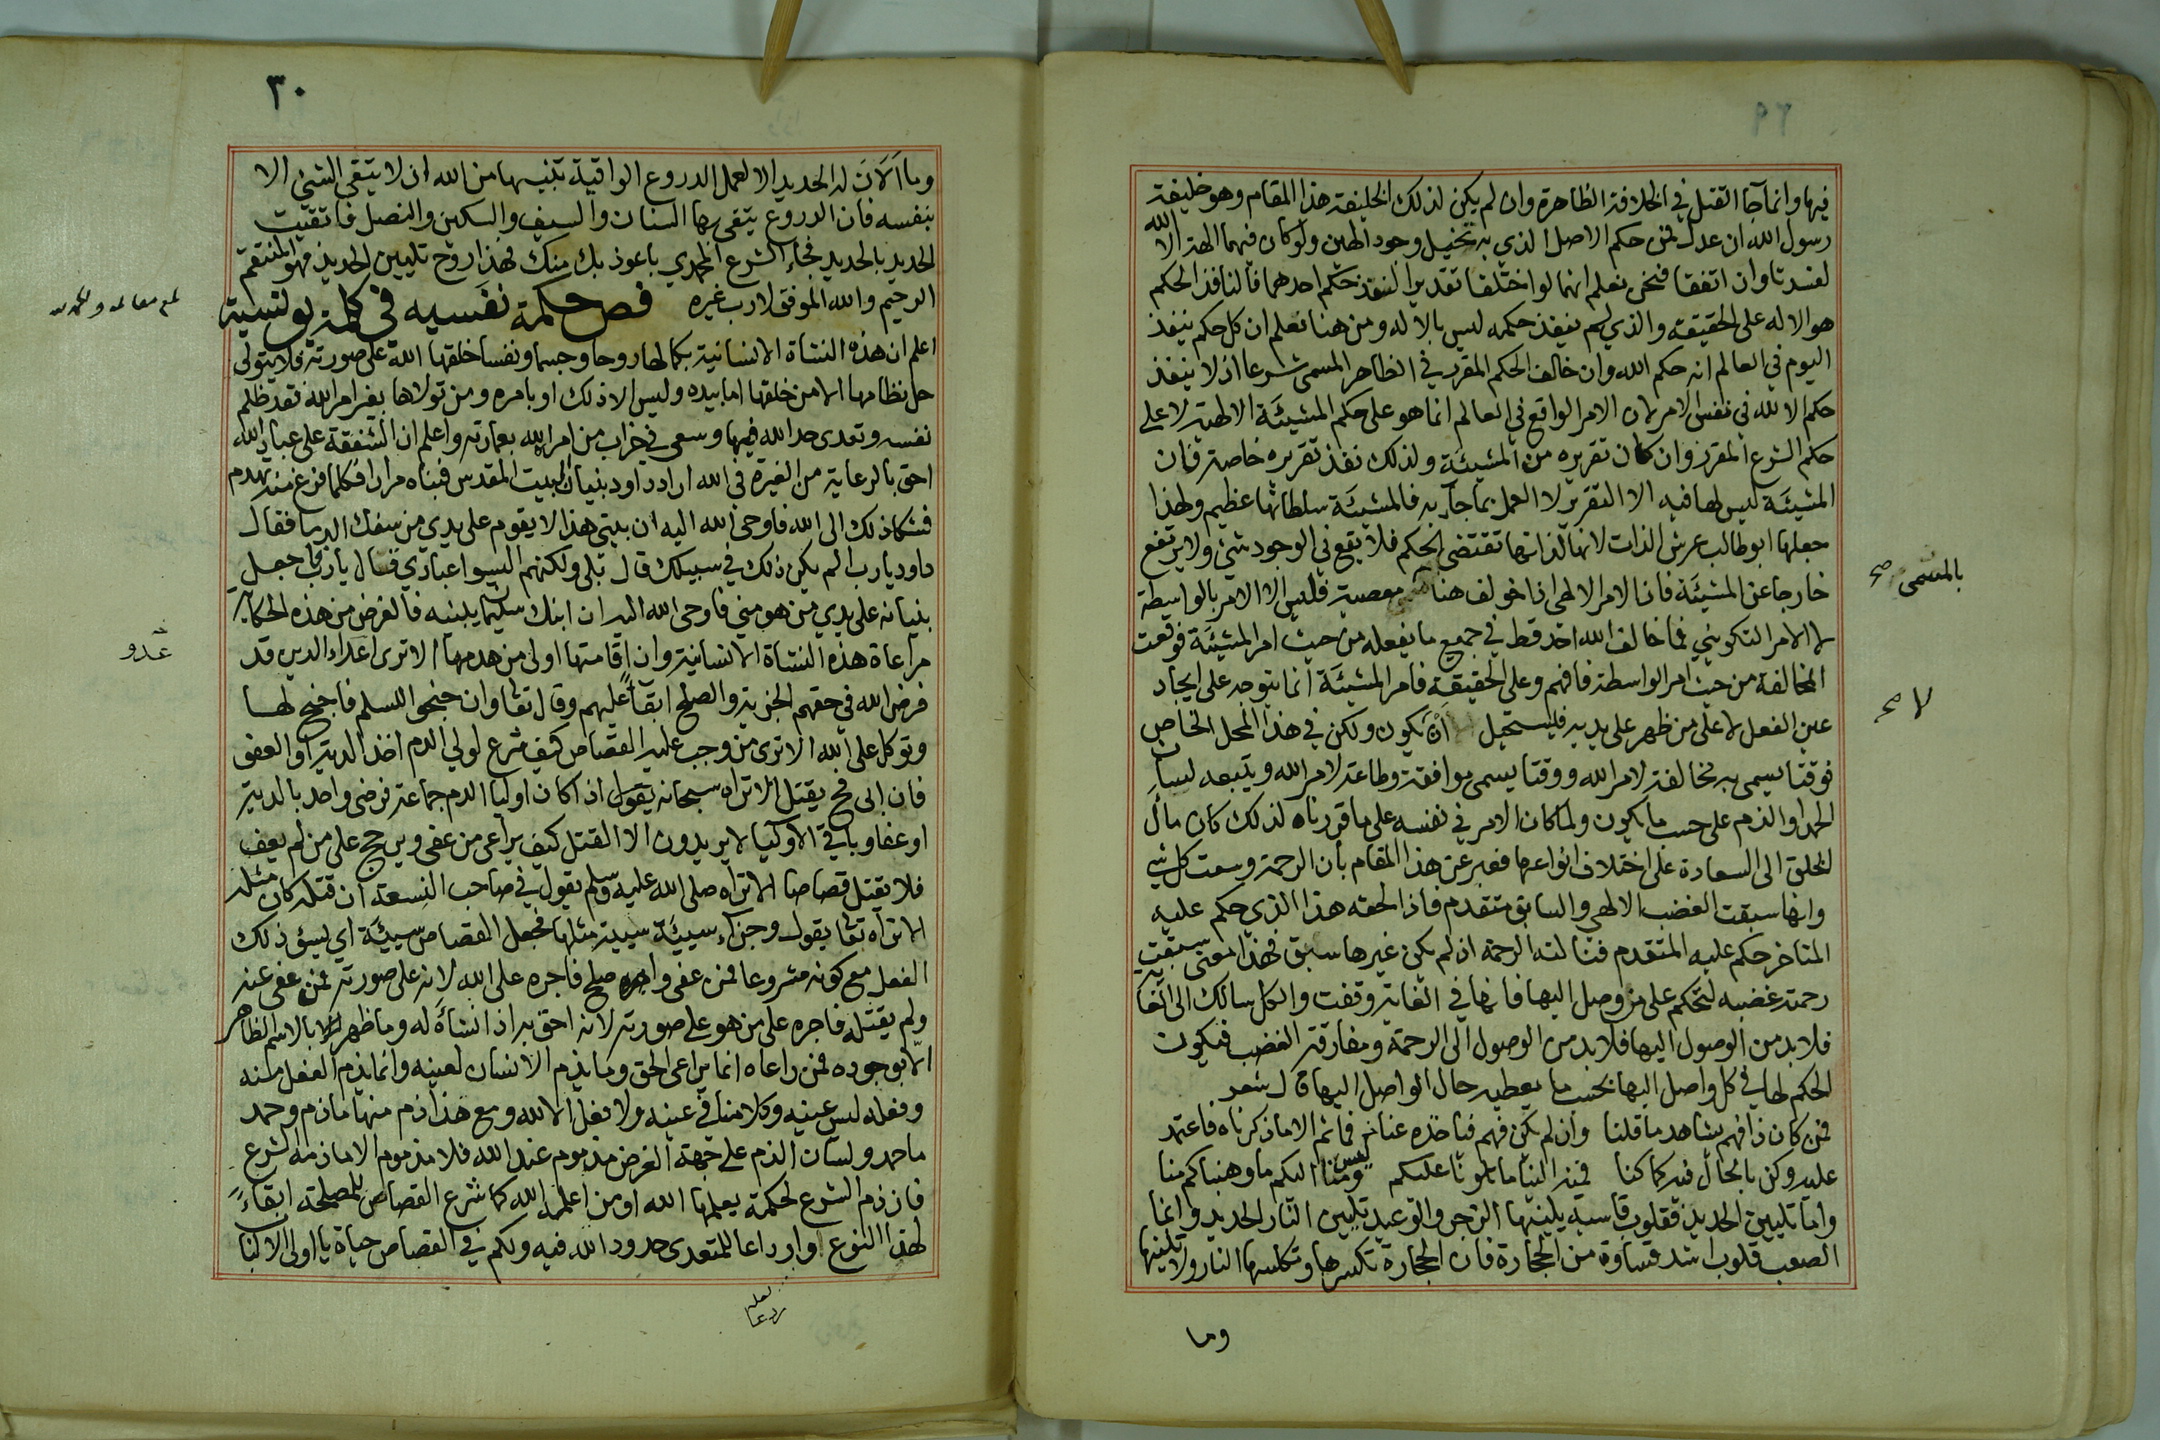 ٢٩
فيها وانما جآ القتل في الخلافة الظاهرة وان لم يكن لذلك الخليفة هذا المقام وهو خليفة
رسول الله ان عدل فمن حكم الاصل الذي به تخيل وجود الهين ولو كان فيهما الهة الا الله
لفسدتا وان اتفقا فنحن نعلم انهما لو اختلفا تقديرا لنفذ حكم احدهما فالنافذ الحكم
هو الاله على الحقيقة والذي لم ينفذ حكمه ليس باله ومن هنا نعلم ان كل حكم ينفذ
اليوم في العالم انه حكم الله وان خالف الحكم المقرر في الظاهر المسمى شرعا اذ لا ينفذ
حكم الا لله في نفس الامر لان الامر الواقع في العالم انما هو على حكم المشيئة الالهية لا على
حكم الشرع المقرر وان كان تقريره من المشيئة ولذلك نفذ تقريره خاصة فان
المشيئة ليس لها فيه الا التقرير لا العمل بما جآء به فالمشيئة سلطانها عظيم ولهذا
جعلها ابو طالب عرش الذات لانها لذاتها تقتضي الحكم فلا يقع في الوجود شئ ولا يرتفع
خارجا عن المشيئة فان الامر الالهي اذا خولف هنا معصية فليس الا الامر بالواسطة
بالمسمى صح
لا الامر التكويني فما خالف الله احد قط في جميع ما يفعله من حيث امر المشيئة فوقعت
المخالفة من حيث امر الواسطة فافهم وعلى الحقيقة فامر المشيئة انما يتوجه على ايجاد
عين الفعل لا على من ظهر على يديه فيستحيل ان يكون ولكن في هذا المحل الخاص
لا صح
فوقتا يسمى به مخالفة لامر الله ووقتا يسمى موافقة وطاعة لامر الله ويتبعه لسان
الحمد او الذم على حسب ما يكون ولما كان الامر في نفسه على ما قررناه لذلك كان مآل
الخلق الى السعادة على اختلاف انواعها فعبر عن هذا المقام بان الرحمة وسعت كل شئ
وانها سبقت الغضب الالهي والسابق متقدم فاذا لحقه هذا الذي حكم عليه
المتاخر حكم عليه المتقدم فنالته الرحمة اذ لم يكن غيرها سبق فهذا معنى سبقت
رحمته غضبه لتحكم على من وصل اليها فانها في الغاية وقفت والكل سالك الى الغاية
فلا بد من الوصول اليها فلا بد من الوصول الى الرحمة ومفارقة الغضب فيكون
الحكم لها في كل واصل اليها بحسب ما يعطيه حال الواصل اليها قال شعر
فمن كان ذا فهم يشاهد ما قلنا وان لم يكن فهم فيأخذه عنا فما ثم الا ما ذكرناه فاعتمد
عليه وكن بالحال فيه كما كنا فمنه الينا ما تلونا عليكم ومنا اليكم ما وهبناكم منا
واما تليين الحديد فقلوب قاسية يلينها الزجر والوعيد تليين النار الحديد وانما
الصعب قلوب اشد قساوة من الحجارة فان الحجارة تكسرها وتكلسها النار ولا تلينها
وما
٣٠
وما الان له الحديد الا لعمل الدروع الواقية تنبيها من الله ان لا يتقى الشئ الا
بنفسه فان الدروع يتقى بها السنان والسيف والسكين والنصل فاتقيت
الحديد بالحديد فجاء الشرع المحمدي باعوذ بك منك فهذا روح تليين الحديد فهو المنتقم
الرحيم والله الموفق لا رب غيره فص حكمة نفسيه في كلمة يونسية
اعلم ان هذه النشاة الانسانية بكمالها روحا وجسما ونفسا خلقها الله على صورته فلا يتولى
حل نظامها الا من خلقها اما بيده وليس الا ذلك او بامره ومن تولاها بغير امر الله فقد ظلم
نفسه وتعدى حد الله فيها وسعى في خراب من امر الله بعمارته واعلم ان الشفقة على عباد الله
احق بالرعاية من الغيرة في الله اراد داود بنيان البيت المقدس فبناه مرارا فكلما فرغ منه تهدم
فشكا ذلك الى الله فاوحى الله اليه ان بيتي هذا لا يقوم على يدي من سفك الدما فقال
داود يارب الم يكن ذلك في سبيلك قال بلى ولكنهم اليسوا عبادي فقال يارب فاجعل
بنيانه على يدي من هو مني فاوحى الله اليه ان ابنك سليمان يبنيه فالغرض من هذه الحكاية
مراعاة هذه النشاة الانسانية وان اقامتها اولى من هدمها الا ترى اعداء الدين قد
عدو
فرض الله في حقهم الجزية والصلح ابقاء عليهم وقال تعا وان جنحوا للسلم فاجنح لها
وتوكل على الله الا ترى من وجب عليه القصاص كيف شرع لولي الدم اخذ الدية او العفو
فان ابى فح يقتل الا تراه سبحانه يقول اذا كان اوليا الدم جماعة فرضي واحد بالدية
او عفا وباقي الاوليا لا يريدون الا القتل كيف يراعى من عفى ويرجح على من لم يعف
فلا يقتل قصاصا الا تراه صلى الله عليه وسلم يقول في صاحب النسعة ان قتله كان مثله
الا تراه تعا يقول وجزاء سيئة سيئة مثلها فجعل القصاص سيئة اي يسؤ ذلك
الفعل مع كونه مشروعا فمن عفى واصلح فاجره على الله لانه على صورته فمن عفى عنه
ولم يقتله فاجره على من هو على صورته لانه احق به اذ انشأه له وما ظهر بالاسم الظاهر
الا بوجوده فمن راعاه انما يراعى الحق وما يذم الانسان لعينه وانما يذم الفعل منه
وفعله ليس عينه وكلامنا في عينه ولا فعل الا لله ومع هذا ذم منها ما ذم وحمد
ما حمد ولسان الذم على جهة الغرض مذموم عند الله فلا مذموم الا ما ذمه الشرع
فان ذم الشرع لحكمة يعلمها الله او من اعلمه الله كما شرع القصاص للمصلحة ابقاءً
لهذا النوع وارداعا للمتعدى حدود الله فيه ولكم في القصاص حياة يا اولى الالباب
لعله
ردعا